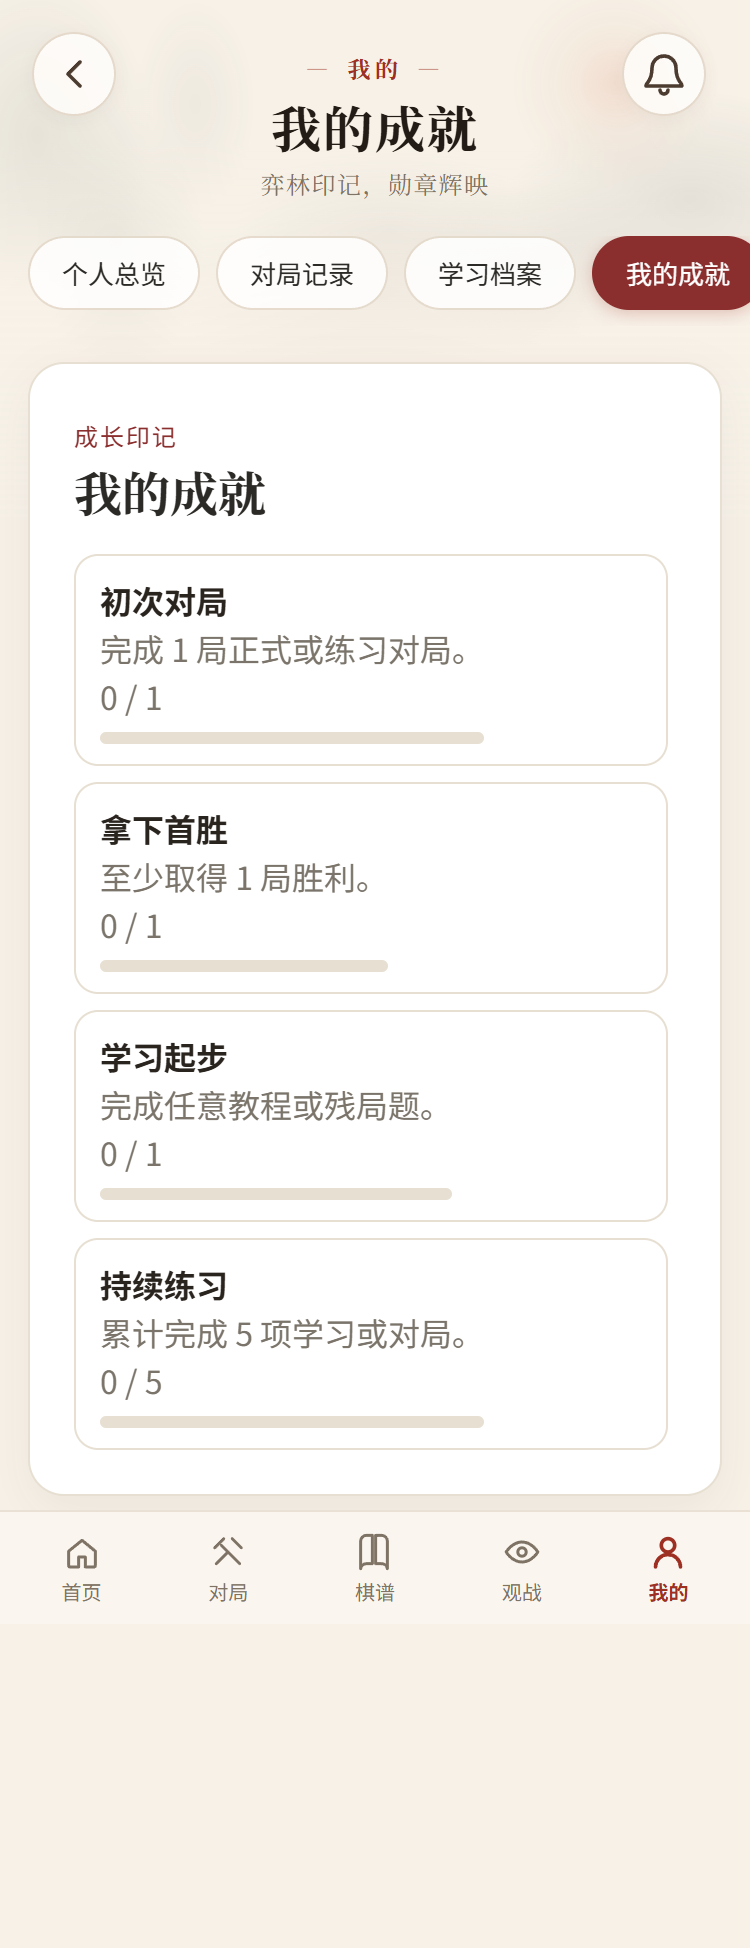 — 我的 —
我的成就
弈林印记，勋章辉映
个人总览 对局记录 学习档案 我的成就
成长印记
我的成就
初次对局
完成 1 局正式或练习对局。
0 / 1
拿下首胜
至少取得 1 局胜利。
0 / 1
学习起步
完成任意教程或残局题。
0 / 1
持续练习
累计完成 5 项学习或对局。
0 / 5
首页 对局 棋谱 观战 我的